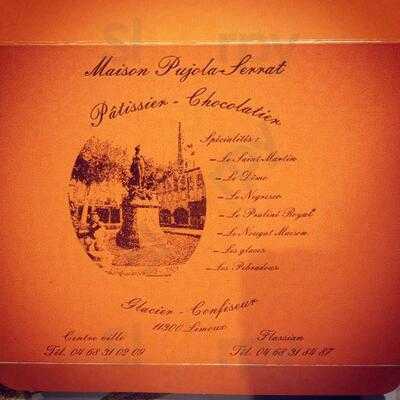 Maison Pujola-Serrat
Pâtissier - Chocolatier
Spécialités :
- Le Saint Martin
- Le Dôme
- Le Negresco
- Le Praliné Royal
- Le Nougat Maison
- Les glaces
- Les Pébradous
Glacier - Confiseur
11300 Limoux
Centre ville
Tél. 04 68 31 02 09
Flassian
Tél. 04 68 31 84 87